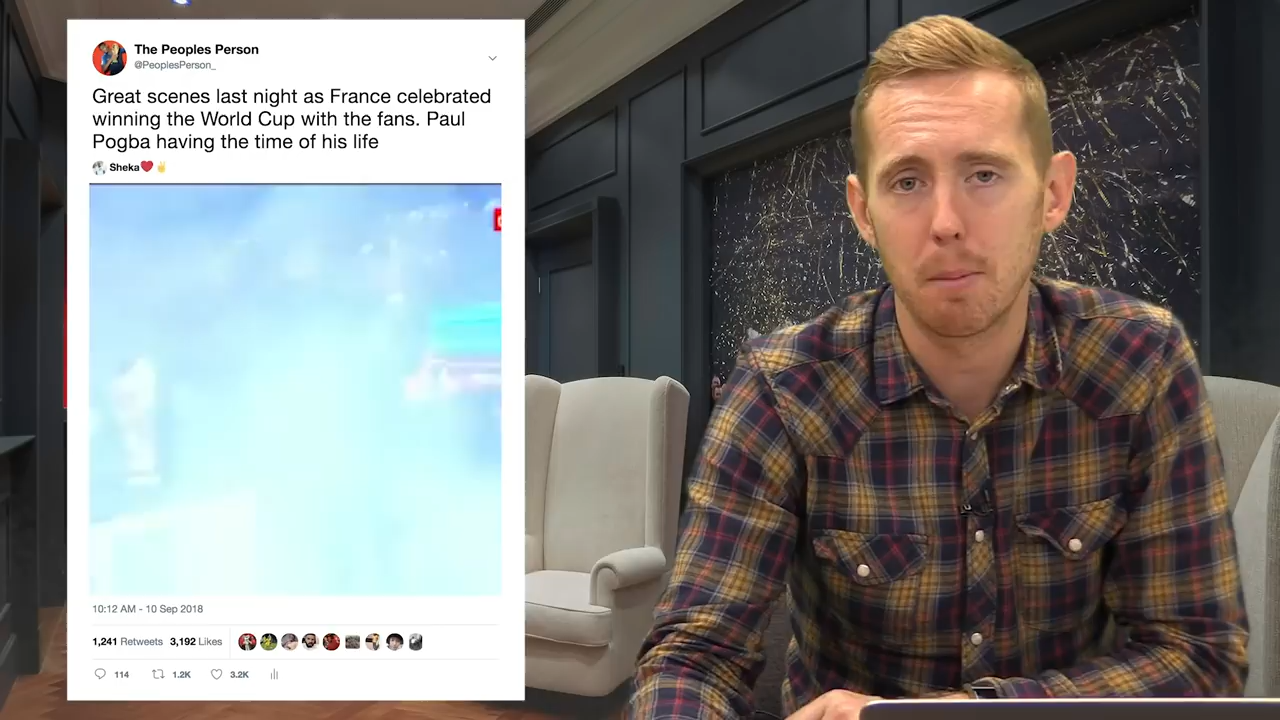 The Peoples Person
@PeoplesPerson_
Great scenes last night as France celebrated
winning the World Cup with the fans. Paul
Pogba having the time of his life
Sheka❤️✌️
10:12 AM - 10 Sep 2018
1,241 Retweets 3,192 Likes
114 1.2K 3.2K